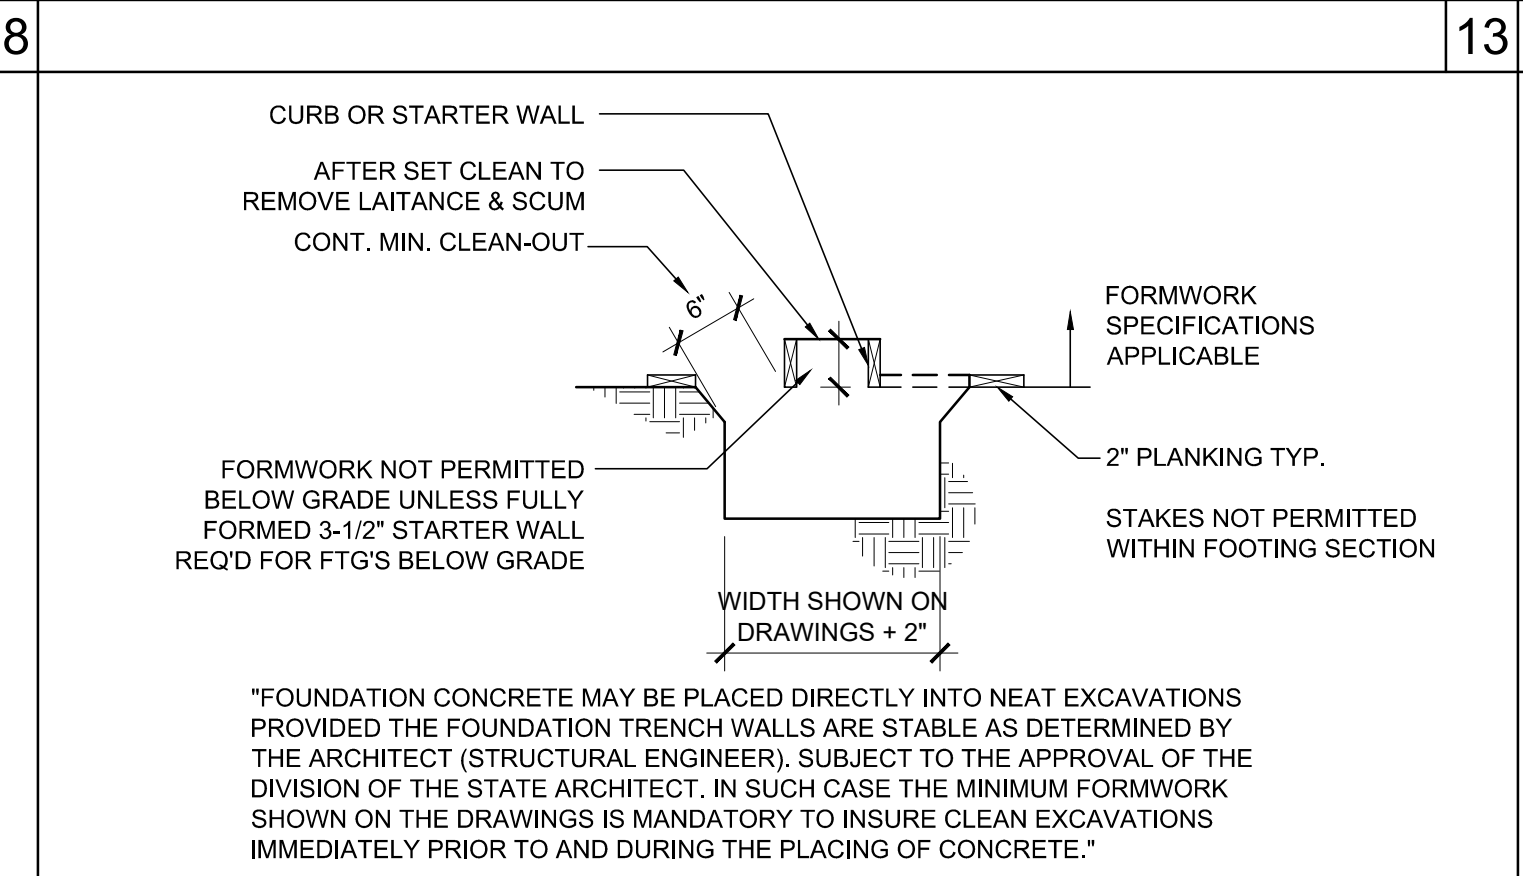 8
13
CURB OR STARTER WALL
AFTER SET CLEAN TO
REMOVE LAITANCE & SCUM
CONT. MIN. CLEAN-OUT
6"
FORMWORK
SPECIFICATIONS
APPLICABLE
FORMWORK NOT PERMITTED
BELOW GRADE UNLESS FULLY
FORMED 3-1/2" STARTER WALL
REQ'D FOR FTG'S BELOW GRADE
2" PLANKING TYP.
STAKES NOT PERMITTED
WITHIN FOOTING SECTION
WIDTH SHOWN ON
DRAWINGS + 2"
"FOUNDATION CONCRETE MAY BE PLACED DIRECTLY INTO NEAT EXCAVATIONS
PROVIDED THE FOUNDATION TRENCH WALLS ARE STABLE AS DETERMINED BY
THE ARCHITECT (STRUCTURAL ENGINEER). SUBJECT TO THE APPROVAL OF THE
DIVISION OF THE STATE ARCHITECT. IN SUCH CASE THE MINIMUM FORMWORK
SHOWN ON THE DRAWINGS IS MANDATORY TO INSURE CLEAN EXCAVATIONS
IMMEDIATELY PRIOR TO AND DURING THE PLACING OF CONCRETE."